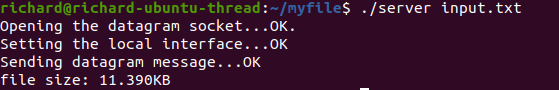 richard@richard-ubuntu-thread:~/myfile$ ./server input.txt
Opening the datagram socket...OK.
Setting the local interface...OK
Sending datagram message...OK
file size: 11.390KB